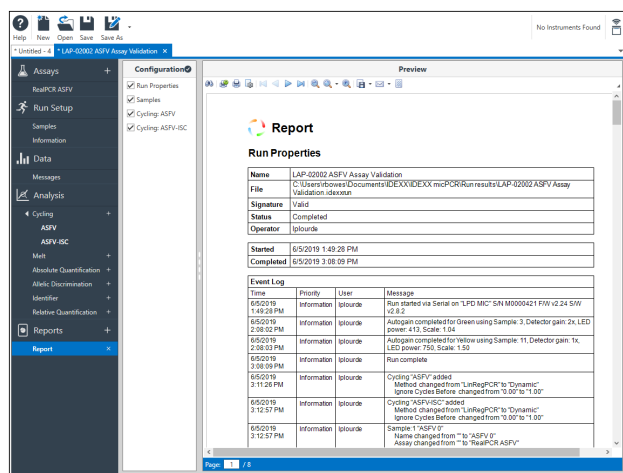 Help New Open Save Save As
No Instruments Found
* Untitled - 4 * LAP-02002 ASFV Assay Validation ×
Assays +
RealPCR ASFV
Run Setup
Samples
Information
Data
Messages
Analysis
Cycling +
ASFV
ASFV-ISC
Melt +
Absolute Quantification +
Allelic Discrimination +
Identifier +
Relative Quantification +
Reports +
Report ×
Configuration
Run Properties
Samples
Cycling: ASFV
Cycling: ASFV-ISC
Preview
Report
Run Properties
Name LAP-02002 ASFV Assay Validation
File C:\Users\rbowes\Documents\IDEXX\IDEXX micPCR\Run results\LAP-02002 ASFV Assay
Validation.idexxrun
Signature Valid
Status Completed
Operator lplourde
Started 6/5/2019 1:49:28 PM
Completed 6/5/2019 3:08:09 PM
Event Log
Time Priority User Message
6/5/2019 1:49:28 PM Information lplourde Run started via Serial on "LPD MIC" S/N M0000421 F/W v2.24 S/W
v2.8.2
6/5/2019 2:08:02 PM Information lplourde Autogain completed for Green using Sample: 3, Detector gain: 2x, LED
power: 413, Scale: 1.04
6/5/2019 2:08:03 PM Information lplourde Autogain completed for Yellow using Sample: 11, Detector gain: 1x,
LED power: 750, Scale: 1.50
6/5/2019 3:08:09 PM Information lplourde Run complete
6/5/2019 3:11:26 PM Information lplourde Cycling "ASFV" added
Method changed from "LinRegPCR" to "Dynamic"
Ignore Cycles Before changed from "0.00" to "1.00"
6/5/2019 3:12:57 PM Information lplourde Cycling "ASFV-ISC" added
Method changed from "LinRegPCR" to "Dynamic"
Ignore Cycles Before changed from "0.00" to "1.00"
6/5/2019 3:12:57 PM Information lplourde Sample:1 "ASFV 0"
Name changed from "" to "ASFV 0"
Assay changed from "" to "RealPCR ASFV"
Page: 1 / 8